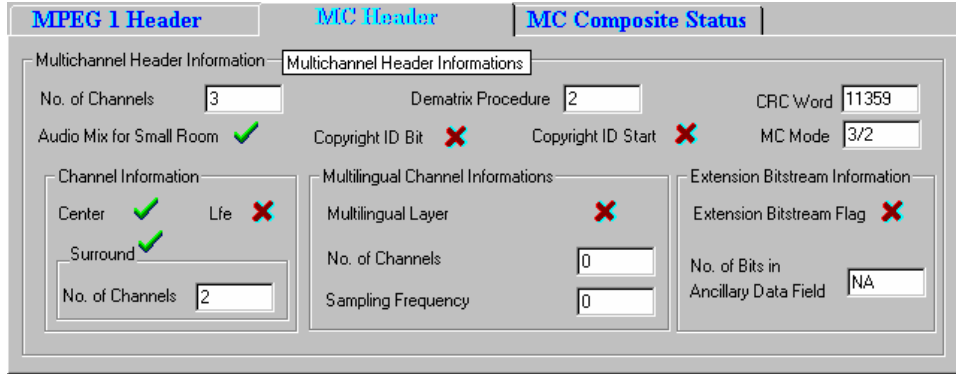 MPEG 1 Header MC Header MC Composite Status
Multichannel Header Information Multichannel Header Informations
No. of Channels 3 Dematrix Procedure 2 CRC Word 11359
Audio Mix for Small Room Copyright ID Bit Copyright ID Start MC Mode 3/2
Channel Information Multilingual Channel Informations Extension Bitstream Information
Center Lfe Multilingual Layer Extension Bitstream Flag
Surround
No. of Channels 2
No. of Channels 0
Sampling Frequency 0
No. of Bits in
Ancillary Data Field NA